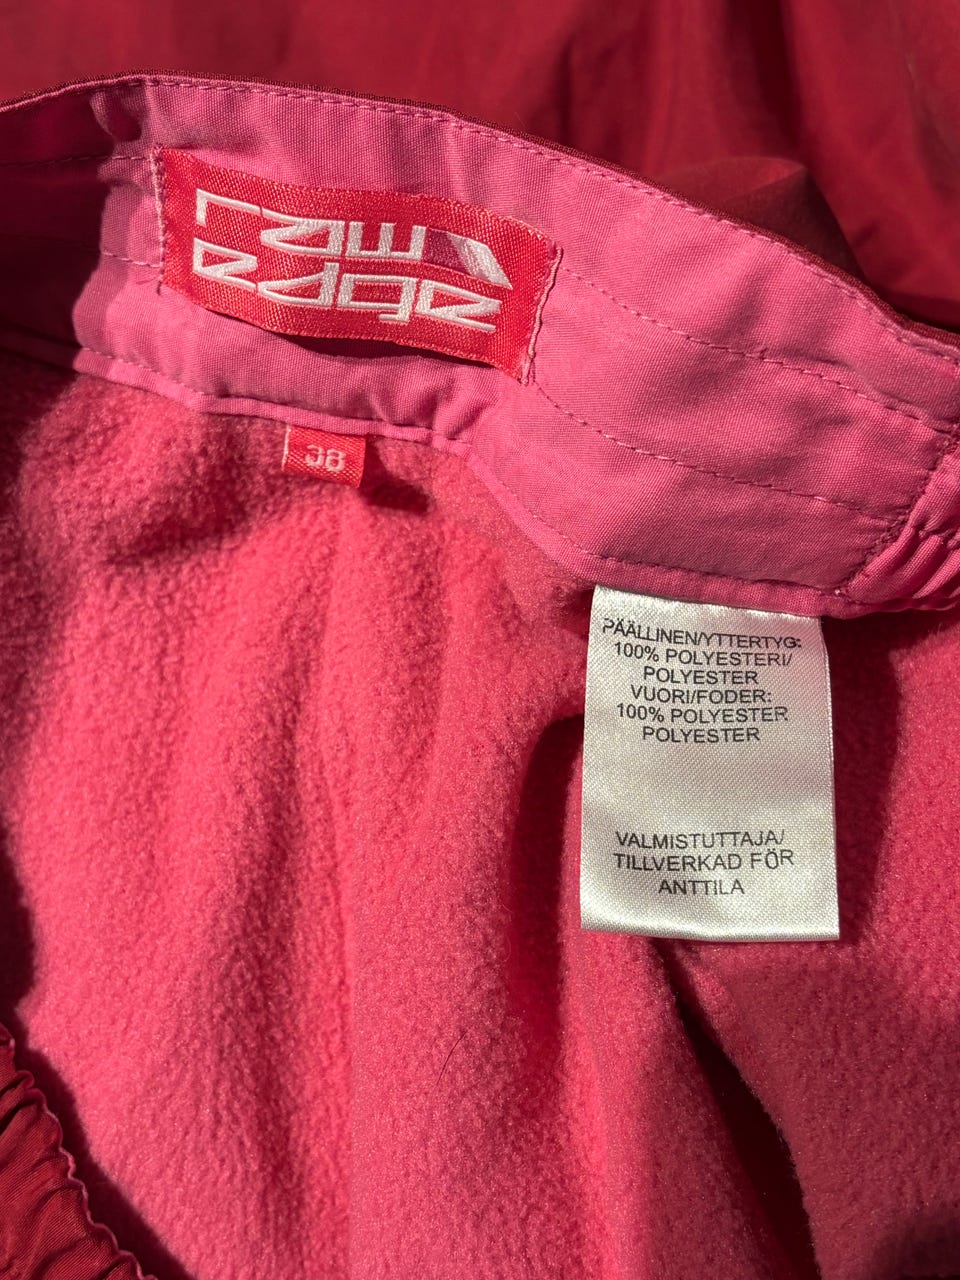 raw
edge
38
PÄÄLLINEN/YTTERTYG:
100% POLYESTERI/
POLYESTER
VUORI/FODER:
100% POLYESTER
POLYESTER
VALMISTUTTAJA/
TILLVERKAD FÖR
ANTTILA